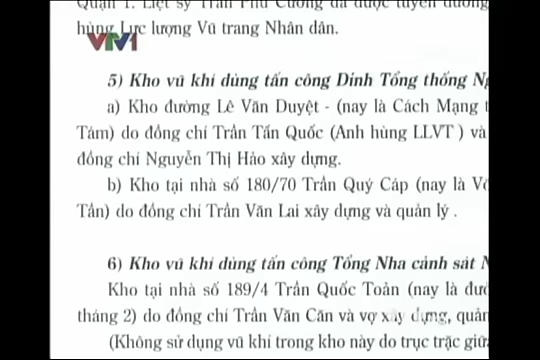 Quận 1. Liệt sỹ Trần Phú Cương đã được tuyên dương
hùng Lực lượng Vũ trang Nhân dân.
VTV1
5) Kho vũ khí dùng tấn công Dinh Tổng thống
a) Kho đường Lê Văn Duyệt - (nay là Cách Mạng t
Tám) do đồng chí Trần Tấn Quốc (Anh hùng LLVT ) và
đồng chí Nguyễn Thị Hảo xây dựng.
b) Kho tại nhà số 180/70 Trần Quý Cáp (nay là Võ
Tần) do đồng chí Trần Văn Lai xây dựng và quản lý .
6) Kho vũ khí dùng tấn công Tổng Nha cảnh sát N
Kho tại nhà số 189/4 Trần Quốc Toản (nay là đườ
tháng 2) do đồng chí Trần Văn Căn và vợ xây dựng, quản
(Không sử dụng vũ khí trong kho này do trục trặc giữa